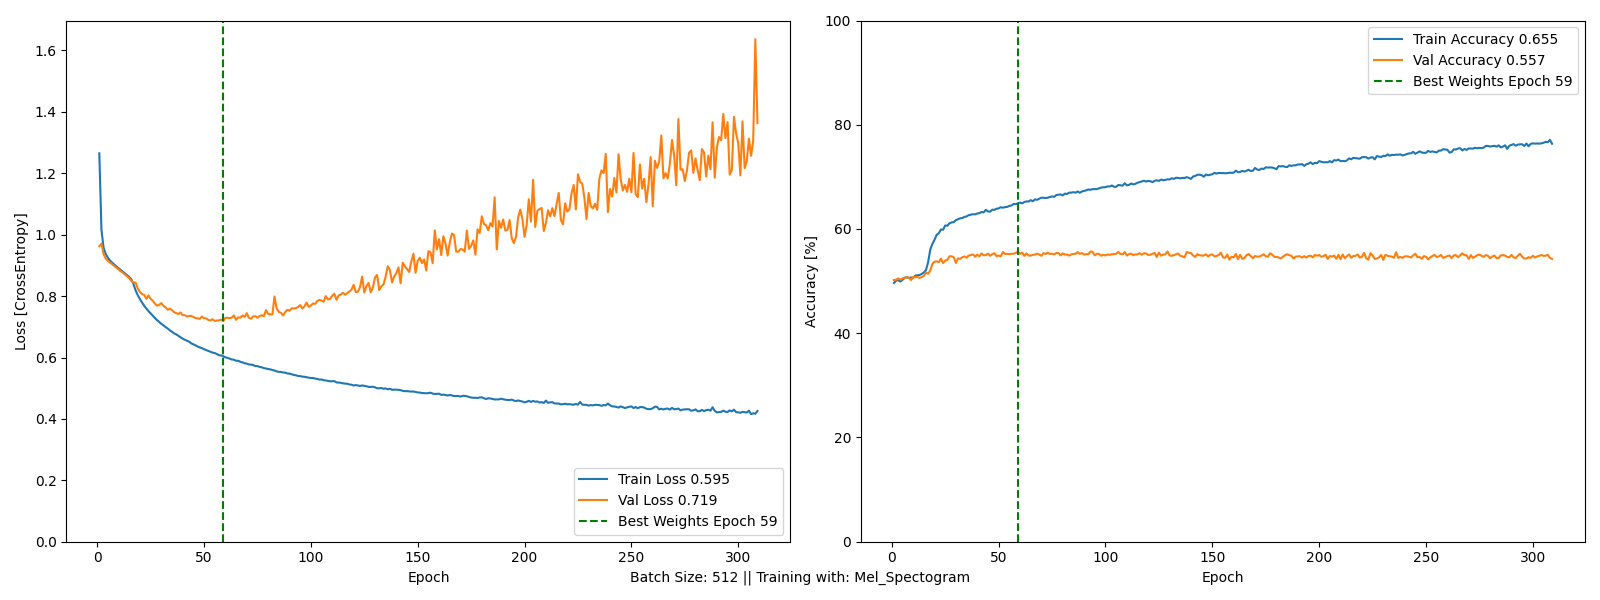 Loss [CrossEntropy]
1.6
1.4
1.2
1.0
0.8
0.6
0.4
0.2
0.0
0
50
100
150
200
250
300
Epoch
Train Loss 0.595
Val Loss 0.719
Best Weights Epoch 59
Accuracy [%]
100
80
60
40
20
0
0
50
100
150
200
250
300
Epoch
Train Accuracy 0.655
Val Accuracy 0.557
Best Weights Epoch 59
Batch Size: 512 || Training with: Mel_Spectogram